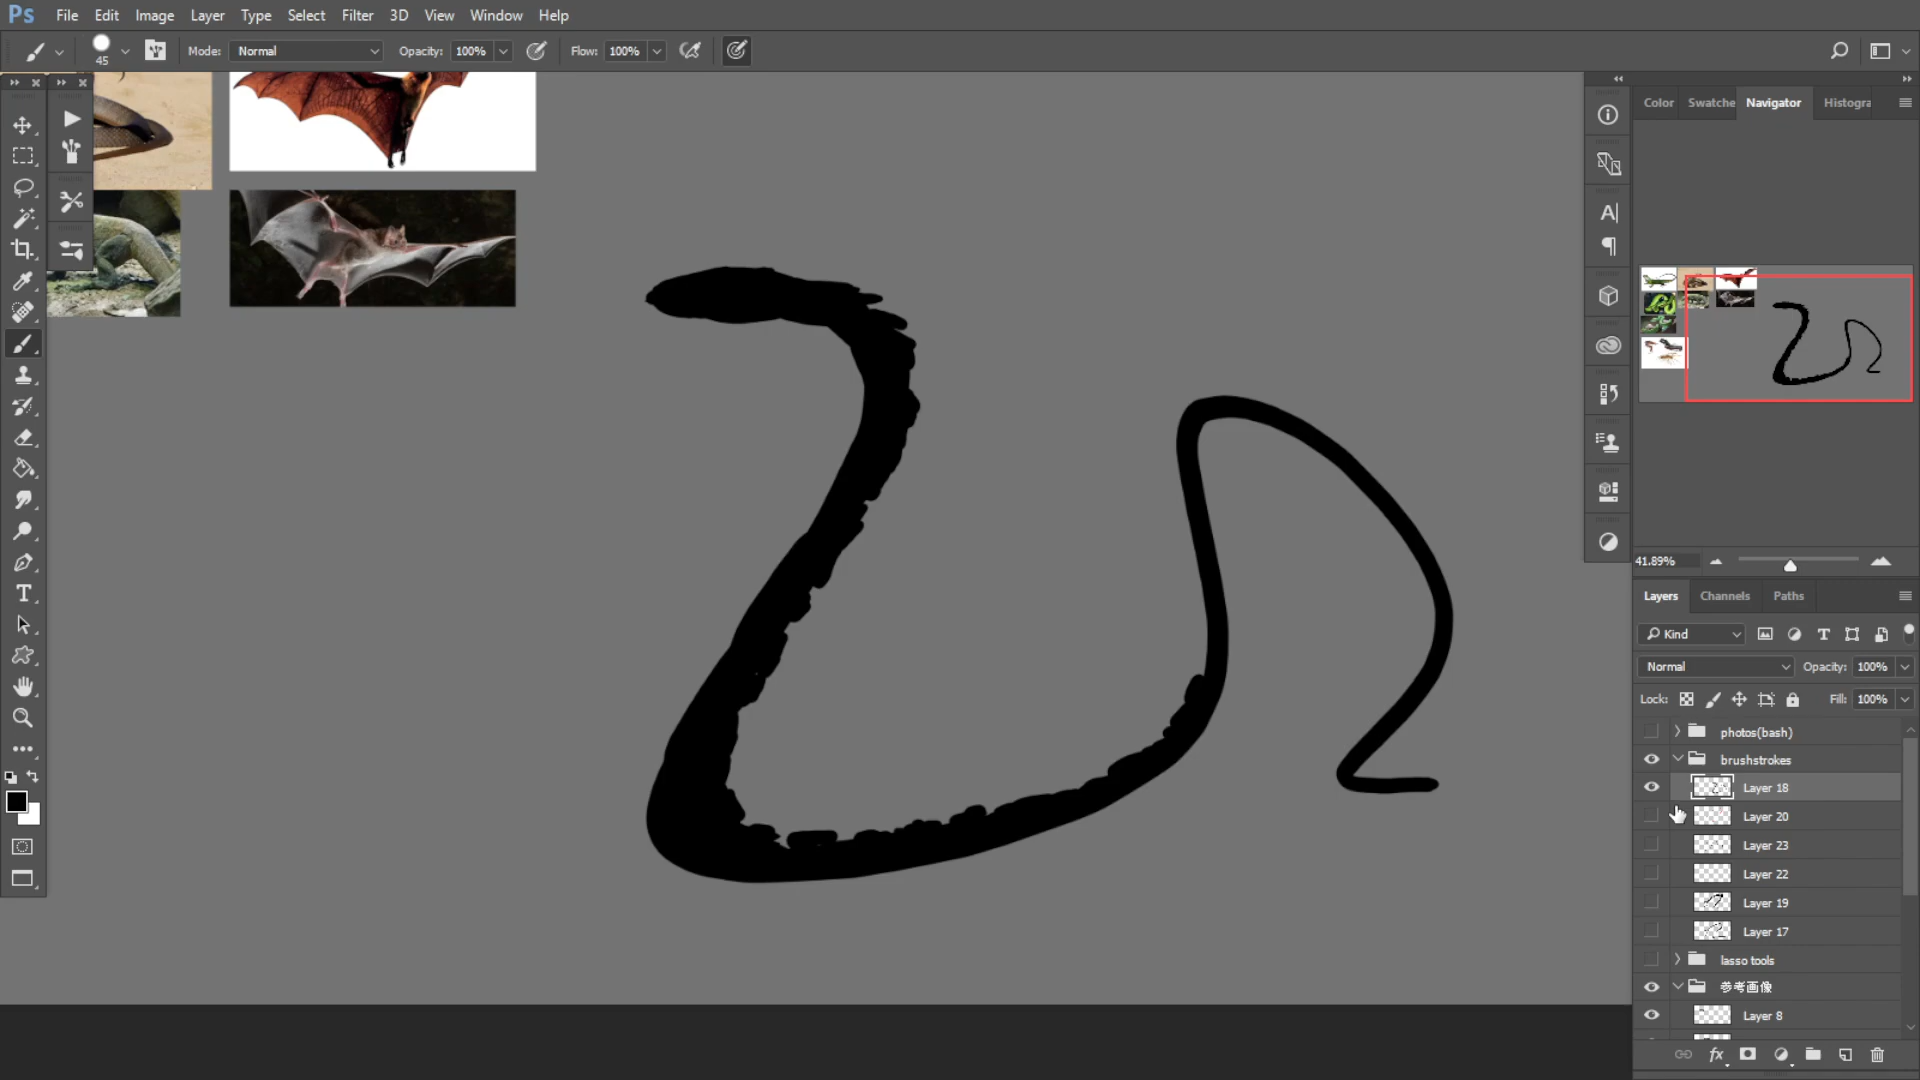 Ps File Edit Image Layer Type Select Filter 3D View Window Help
45 Mode: Normal Opacity: 100% Flow: 100%
Color Swatche Navigator Histogra
41.89%
Layers Channels Paths
Kind
Normal Opacity: 100%
Lock: Fill: 100%
photos(bash)
brushstrokes
Layer 18
Layer 20
Layer 23
Layer 22
Layer 19
Layer 17
lasso tools
参考画像
Layer 8
fx